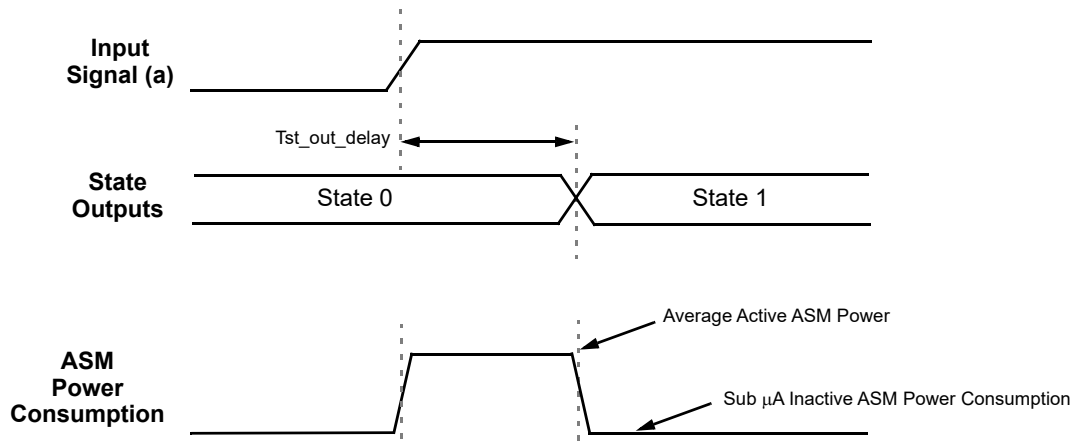 Input
Signal (a)
Tst_out_delay
State
Outputs
State 0
State 1
Average Active ASM Power
ASM
Power
Consumption
Sub μA Inactive ASM Power Consumption